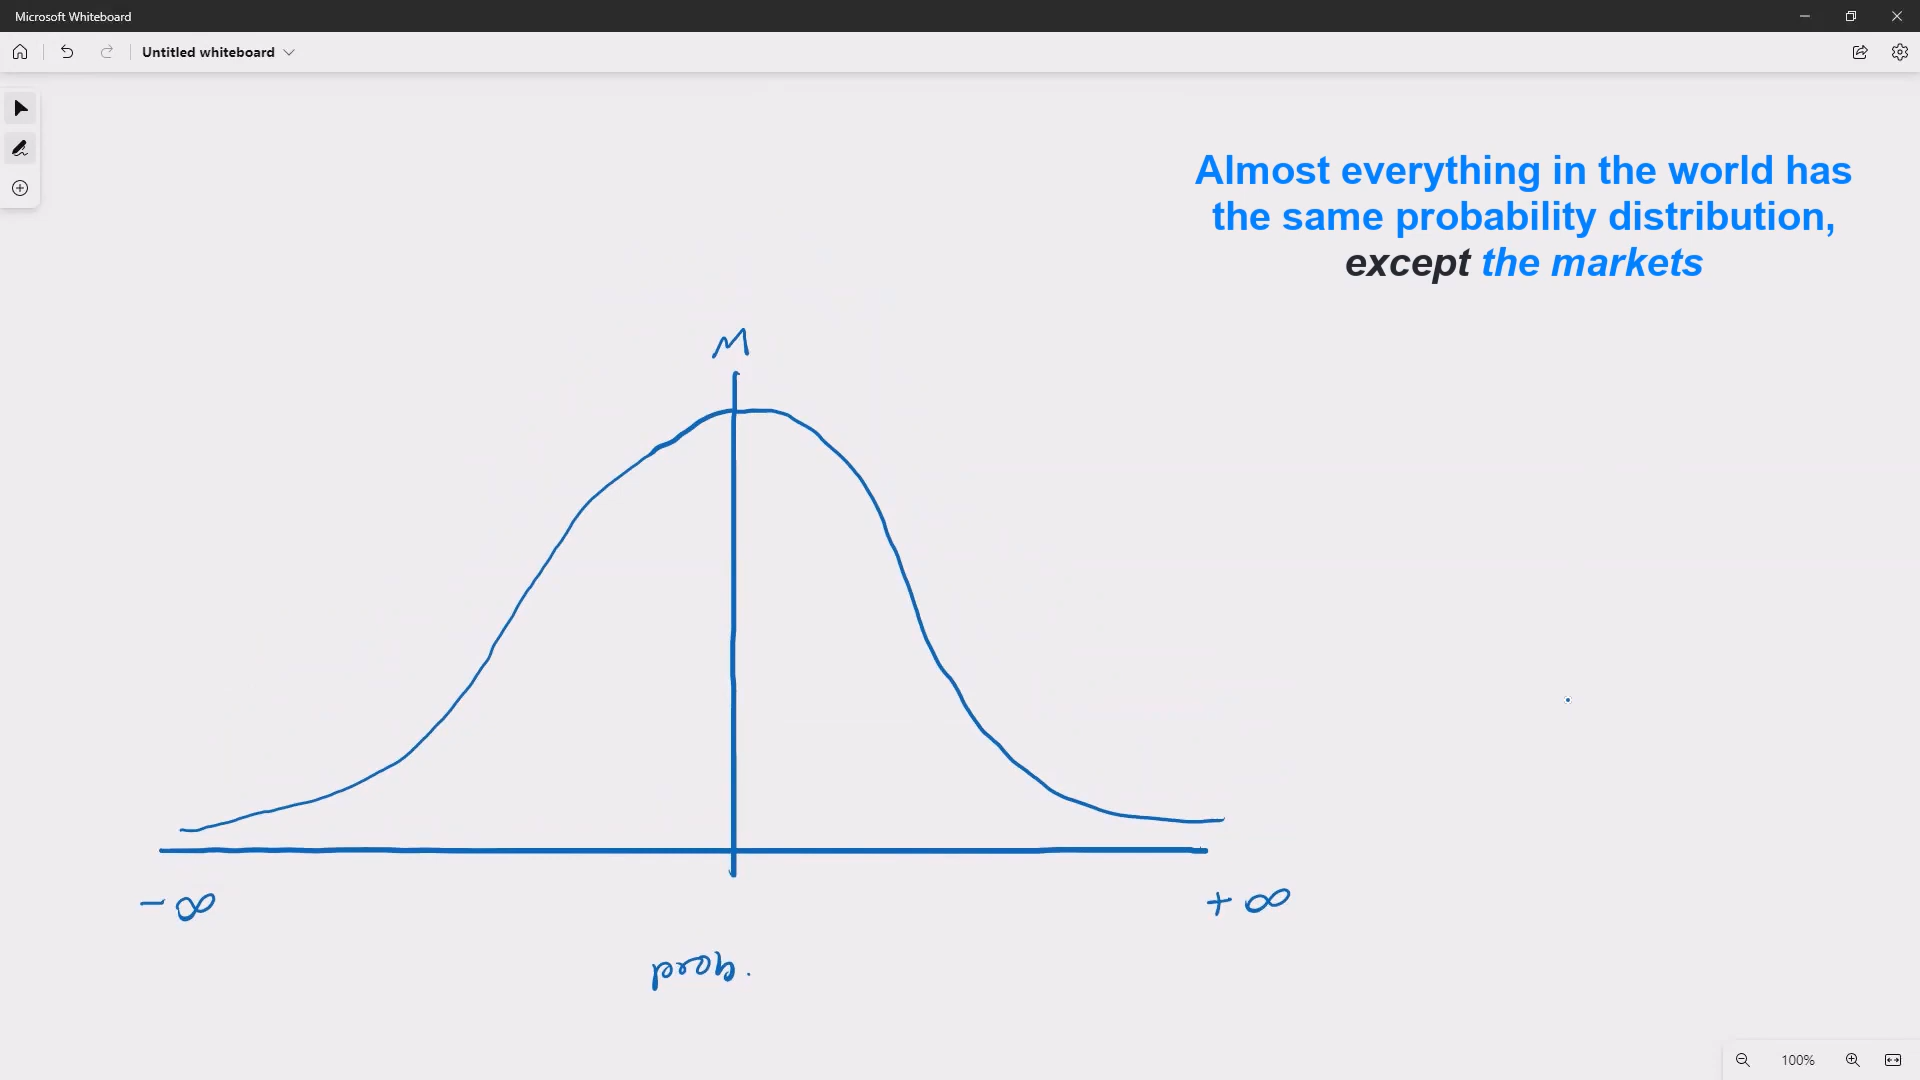 Microsoft Whiteboard
Untitled whiteboard
Almost everything in the world has
the same probability distribution,
except the markets
M
- ∞
+ ∞
prob.
100%